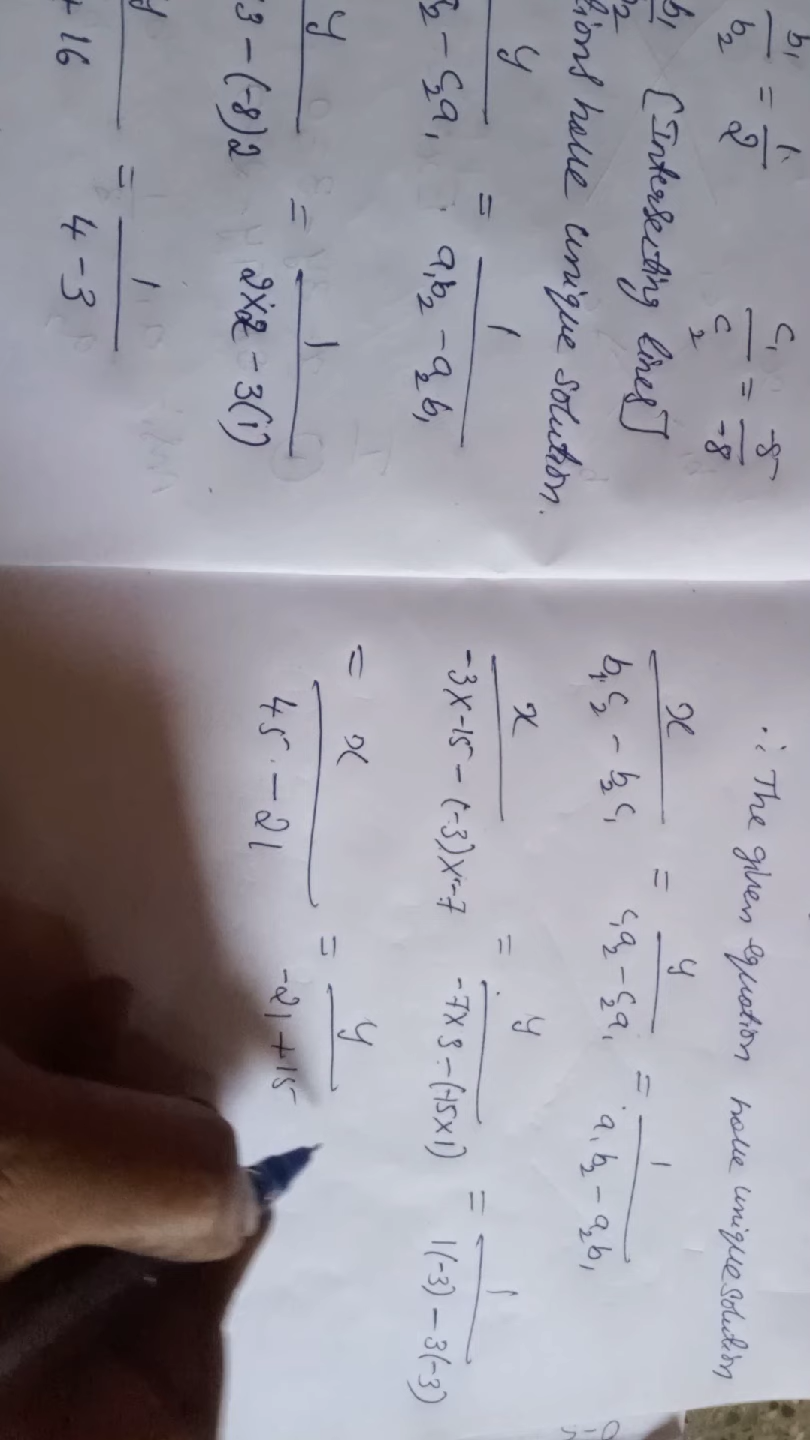 b₁/b₂ = 1/2    c₁/c₂ = -5/-8
b₁ [Intersecting lines]
have unique solution.
y / - c₂a₁ = 1 / a₁b₂ - a₂b₁
y / 3 - (-8)2 = 1 / 2×2 - 3(1)
y / + 16 = 1 / 4 - 3
∴ The given equation have unique solution
x / b₁c₂ - b₂c₁ = y / c₁a₂ - c₂a₁ = 1 / a₁b₂ - a₂b₁
x / -3×-15 - (-3)×-7 = y / -7×3 - (-15×1) = 1 / 1(-3) - 3(-3)
= x / 45 - 21 = y / -21 + 15